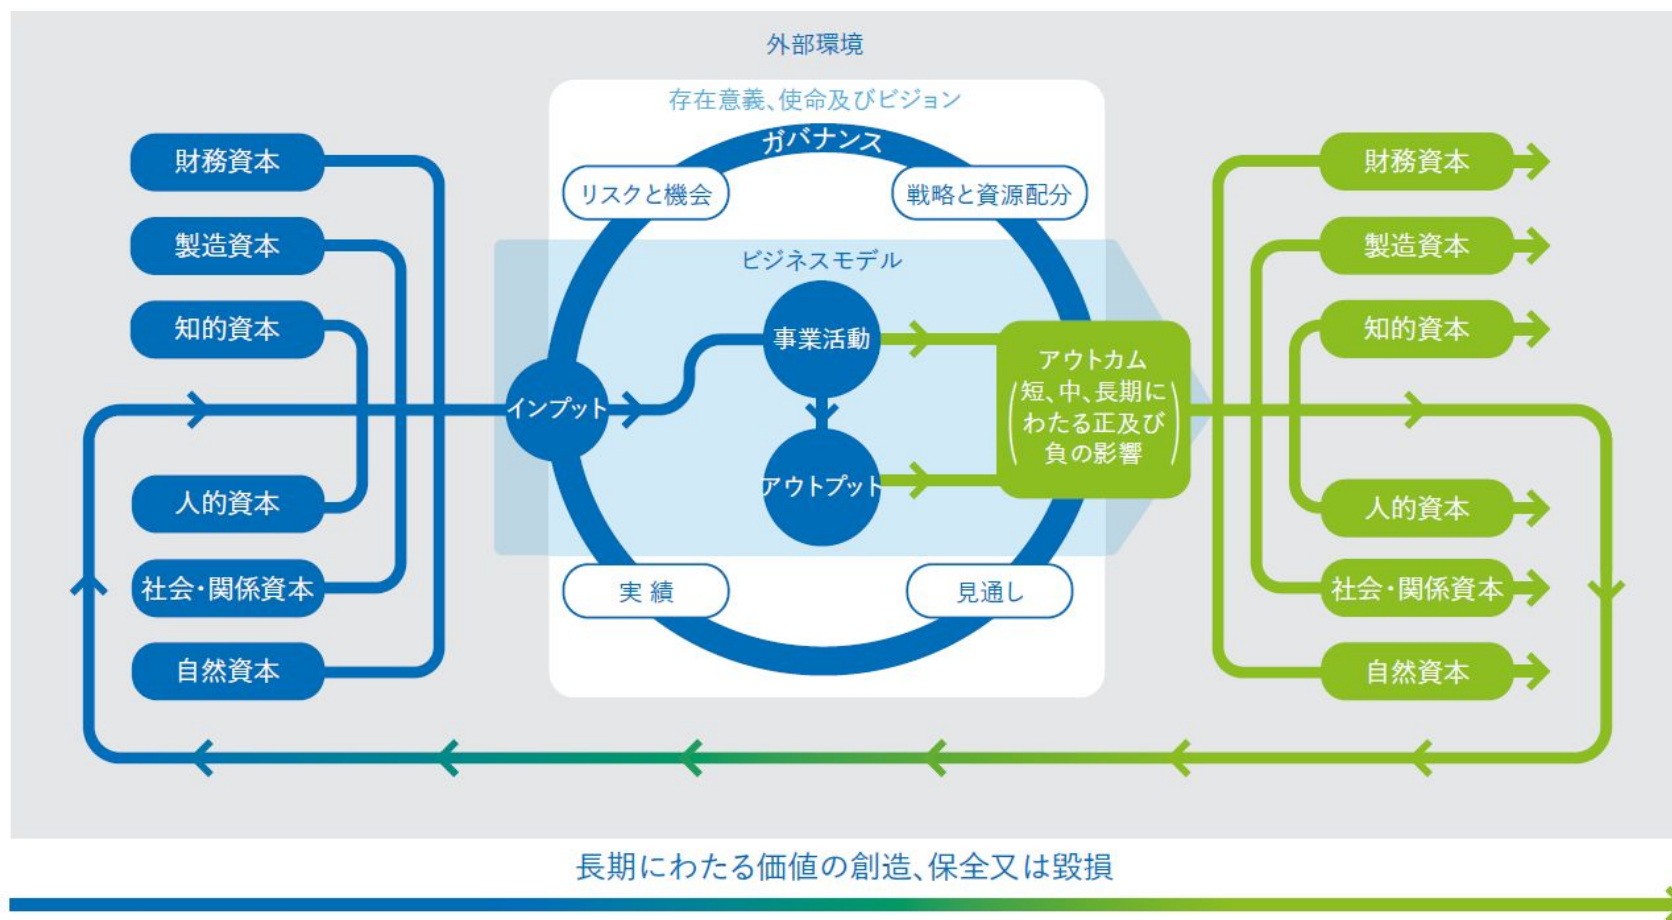 外部環境
存在意義、使命及びビジョン
ガバナンス
リスクと機会
戦略と資源配分
財務資本
製造資本
知的資本
人的資本
社会・関係資本
自然資本
ビジネスモデル
インプット
事業活動
アウトプット
アウトカム
(短、中、長期に
わたる正及び
負の影響)
実績
見通し
財務資本
製造資本
知的資本
人的資本
社会・関係資本
自然資本
長期にわたる価値の創造、保全又は毀損